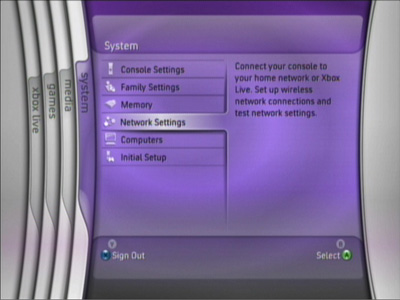 System
Console Settings
Family Settings
Memory
Network Settings
Computers
Initial Setup
Connect your console to
your home network or Xbox
Live. Set up wireless
network connections and
test network settings.
xbox live
games
media
system
Sign Out
Select
A